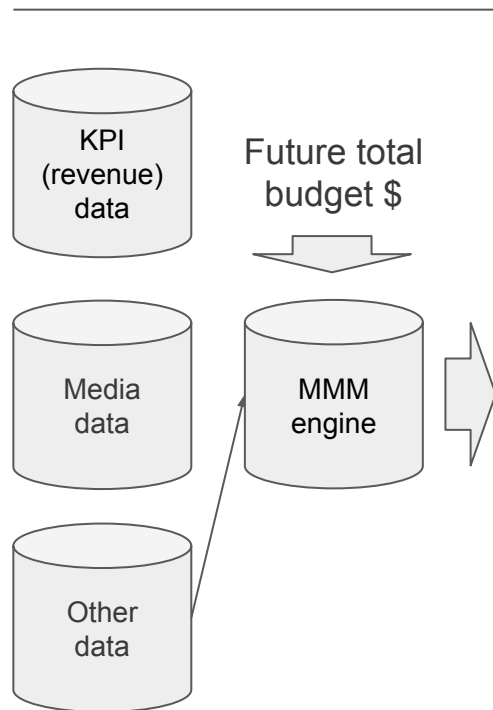 KPI
(revenue)
data
Future total
budget $
Media
data
MMM
engine
Other
data